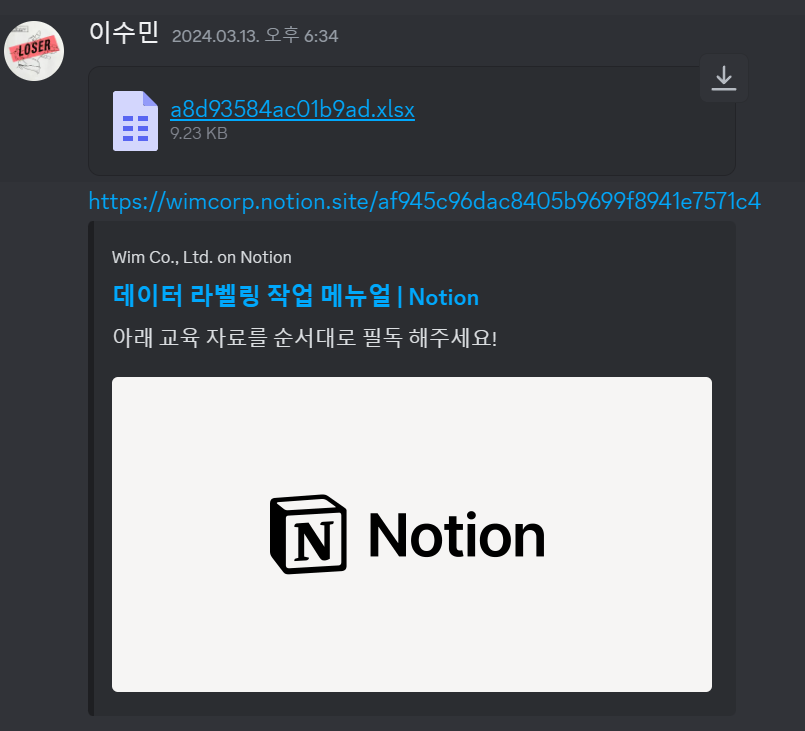 LOSER
이수민 2024.03.13. 오후 6:34
a8d93584ac01b9ad.xlsx
9.23 KB
https://wimcorp.notion.site/af945c96dac8405b9699f8941e7571c4
Wim Co., Ltd. on Notion
데이터 라벨링 작업 메뉴얼 | Notion
아래 교육 자료를 순서대로 필독 해주세요!
N Notion